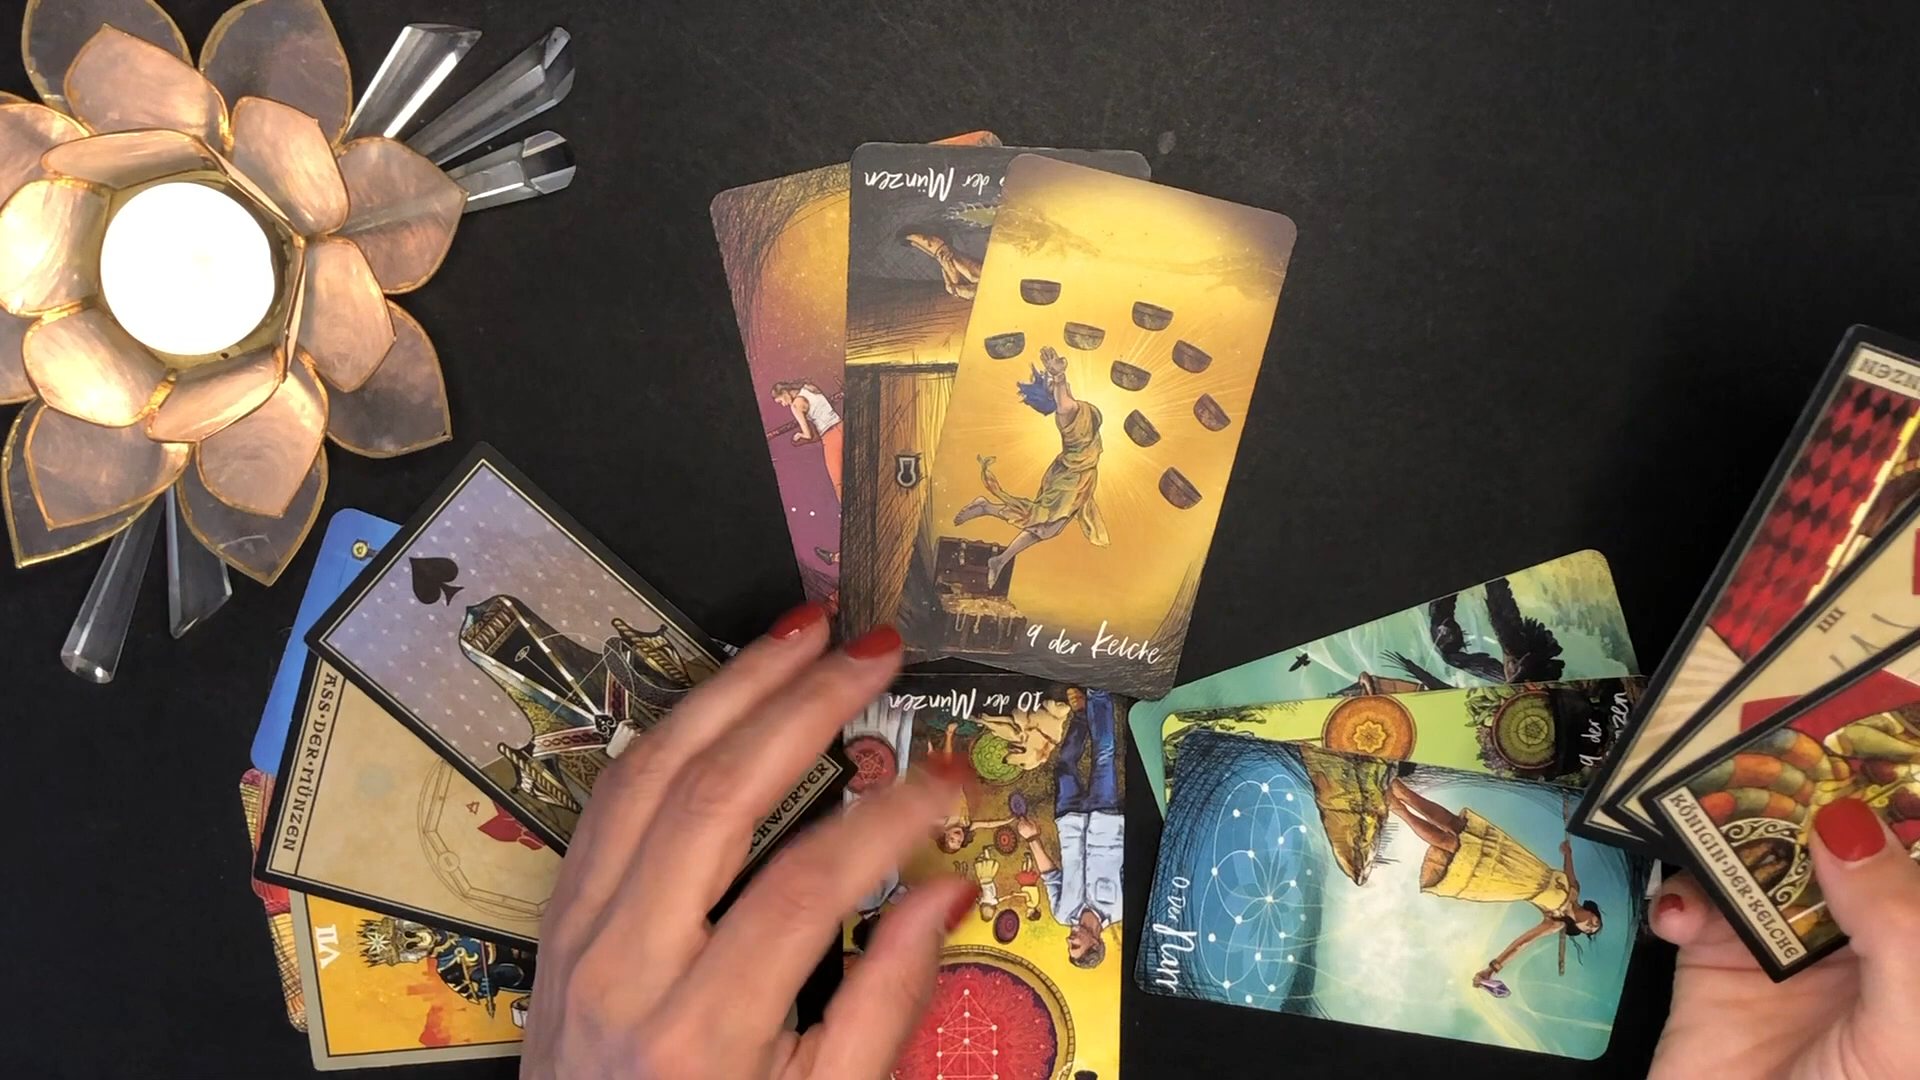 der Münzen
9 der Kelche
10 der Münzen
9 der
0 Der Narr
ASS·DER·MÜNZEN
VII
IIII
KÖNIGIN·DER·KELCHE